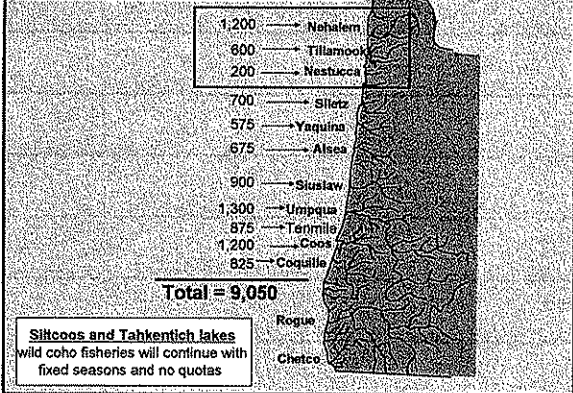 1,200 Nehalem
600 Tillamook
200 Nestucca
700 Siletz
575 Yaquina
675 Alsea
900 Siuslaw
1,300 Umpqua
875 Tenmile
1,200 Coos
825 Coquille
Total = 9,050
Rogue
Siltcoos and Tahkentich lakes
wild coho fisheries will continue with
fixed seasons and no quotas
Chetco